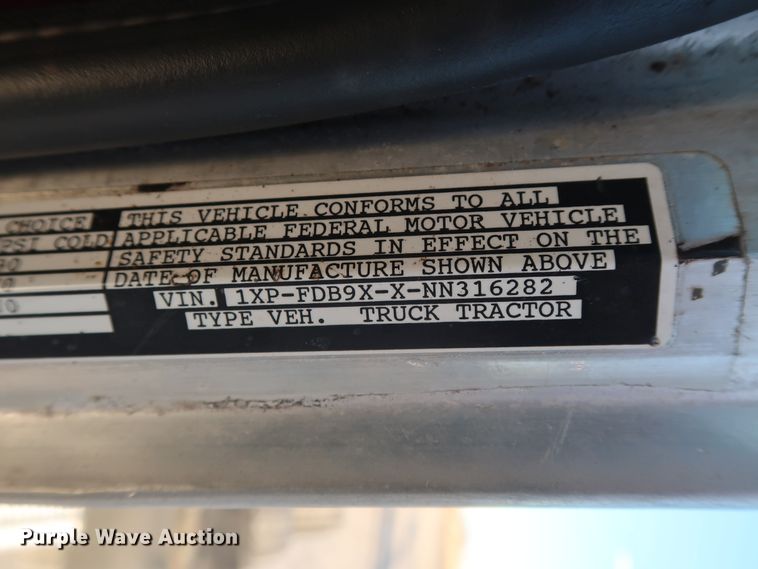 CHOICE THIS VEHICLE CONFORMS TO ALL
PSI COLD APPLICABLE FEDERAL MOTOR VEHICLE
SAFETY STANDARDS IN EFFECT ON THE
DATE OF MANUFACTURE SHOWN ABOVE
VIN. 1XP-FDB9X-X-NN316282
TYPE VEH. TRUCK TRACTOR
Purple Wave Auction